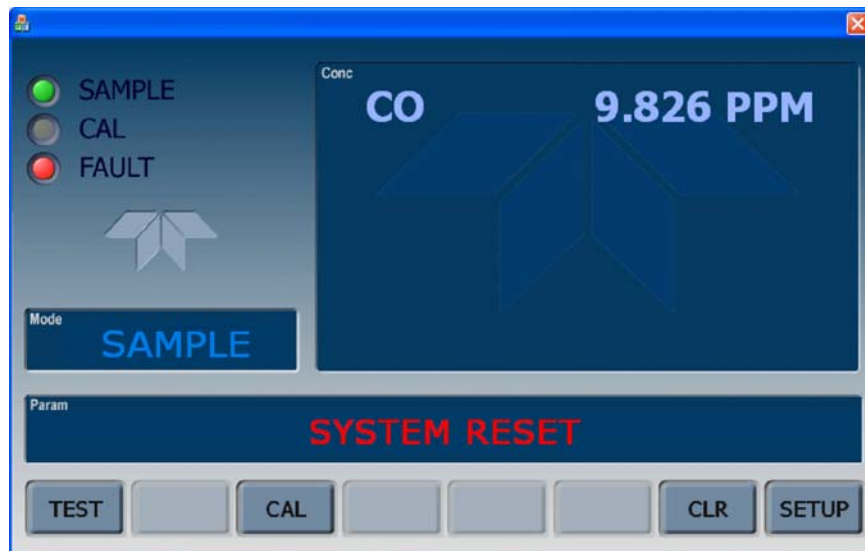 SAMPLE
CAL
FAULT
Conc
CO 9.826 PPM
Mode
SAMPLE
Param
SYSTEM RESET
TEST CAL CLR SETUP